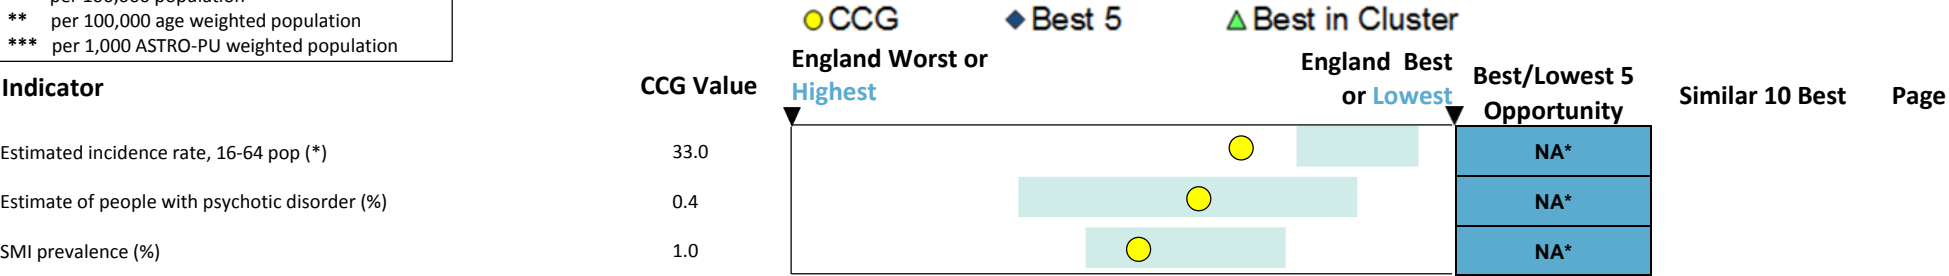 per 100,000 population
** per 100,000 age weighted population
*** per 1,000 ASTRO-PU weighted population
CCG Best 5 Best in Cluster
Indicator
CCG Value
England Worst or
Highest
England Best
or Lowest
Best/Lowest 5
Opportunity
Similar 10 Best
Page
Estimated incidence rate, 16-64 pop (*) 33.0 NA*
Estimate of people with psychotic disorder (%) 0.4 NA*
SMI prevalence (%) 1.0 NA*